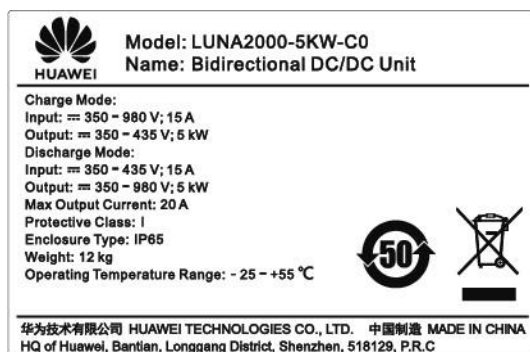 HUAWEI
Model: LUNA2000-5KW-C0
Name: Bidirectional DC/DC Unit
Charge Mode:
Input: ⎓ 350 - 980 V; 15 A
Output: ⎓ 350 - 435 V; 5 kW
Discharge Mode:
Input: ⎓ 350 - 435 V; 15 A
Output: ⎓ 350 - 980 V; 5 kW
Max Output Current: 20 A
Protective Class: I
Enclosure Type: IP65
Weight: 12 kg
Operating Temperature Range: - 25 - +55 ℃
50
华为技术有限公司 HUAWEI TECHNOLOGIES CO., LTD. 中国制造 MADE IN CHINA
HQ of Huawei, Bantian, Longgang District, Shenzhen, 518129, P.R.C